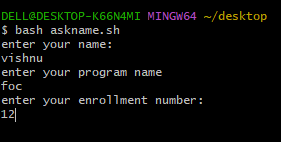 DELL@DESKTOP-K66N4MI MINGW64 ~/desktop
$ bash askname.sh
enter your name:
vishnu
enter your program name
foc
enter your enrollment number:
12